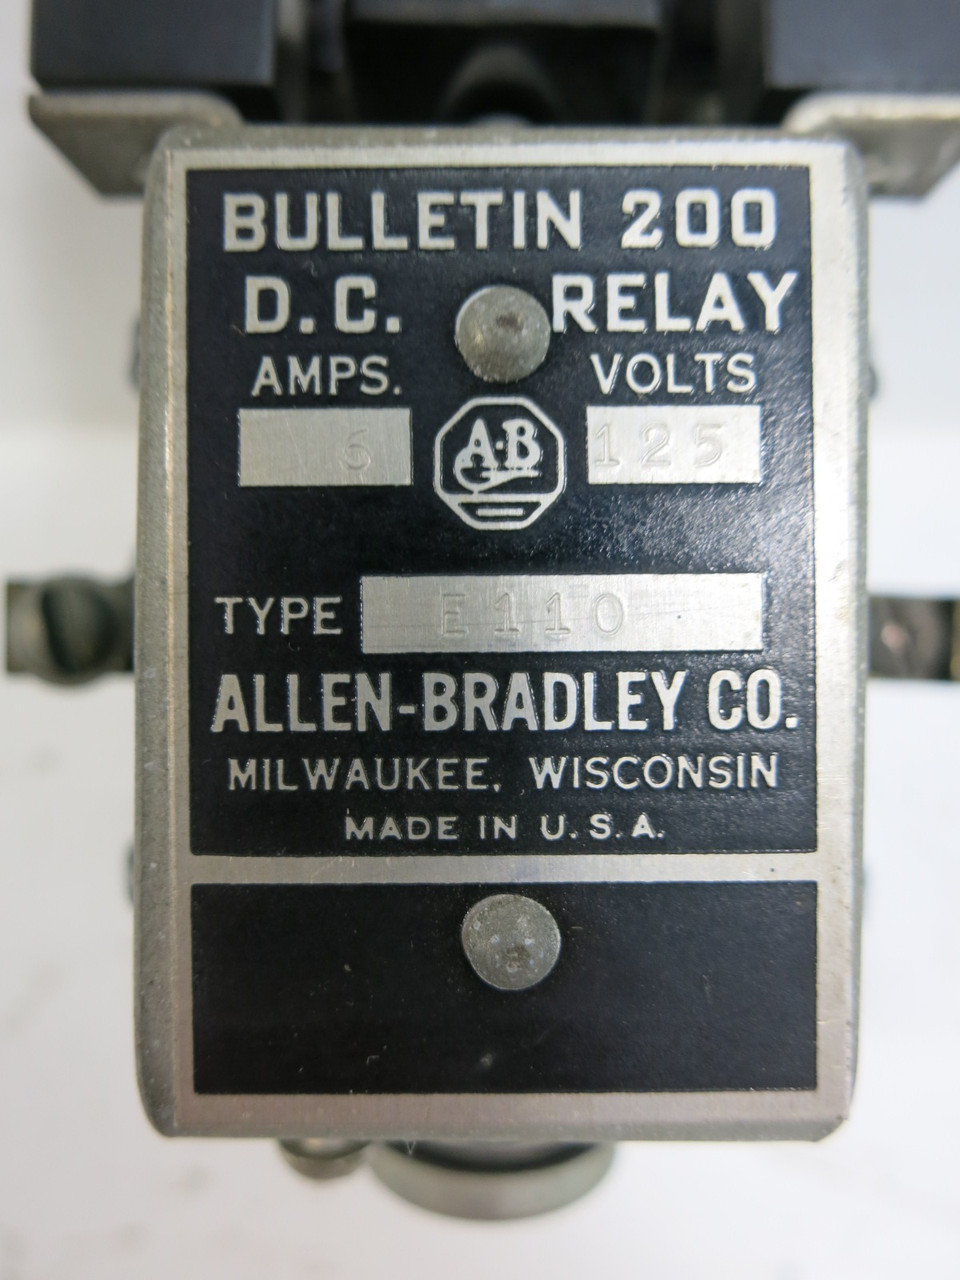 BULLETIN 200
D.C. RELAY
AMPS. VOLTS
6 A-B 125
TYPE E110
ALLEN-BRADLEY CO.
MILWAUKEE, WISCONSIN
MADE IN U.S.A.